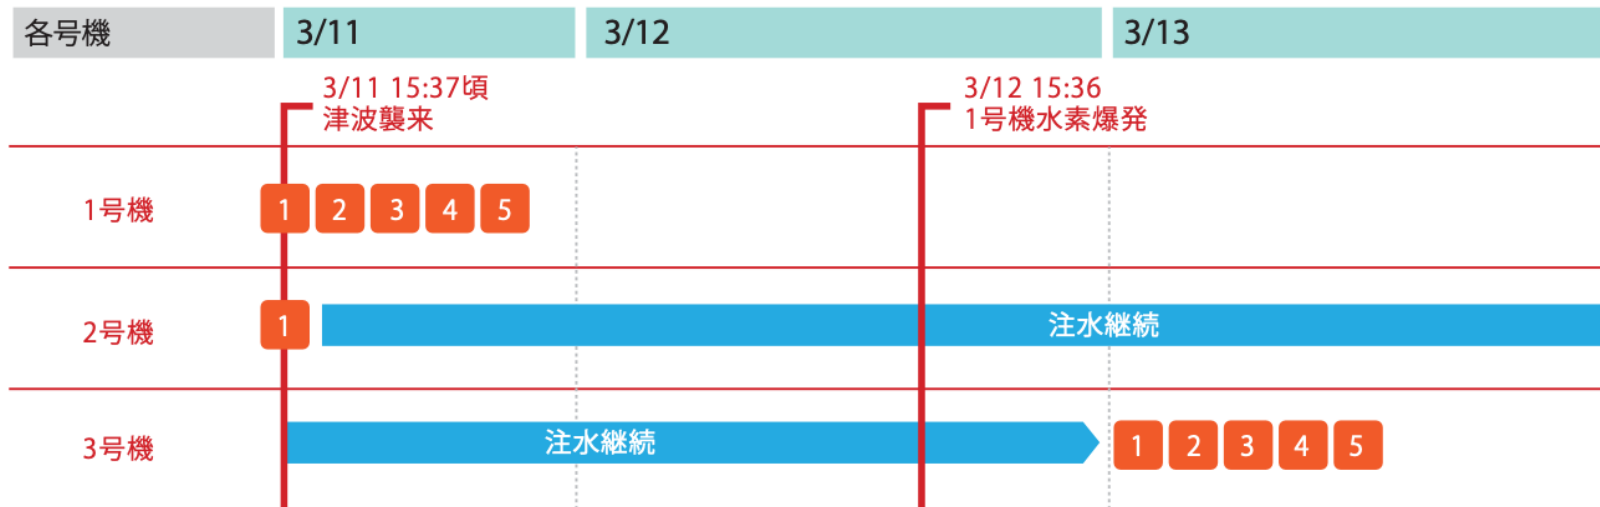 各号機 3/11 3/12 3/13
3/11 15:37頃
津波襲来
3/12 15:36
1号機水素爆発
1号機 1 2 3 4 5
2号機 1 注水継続
3号機 注水継続 1 2 3 4 5